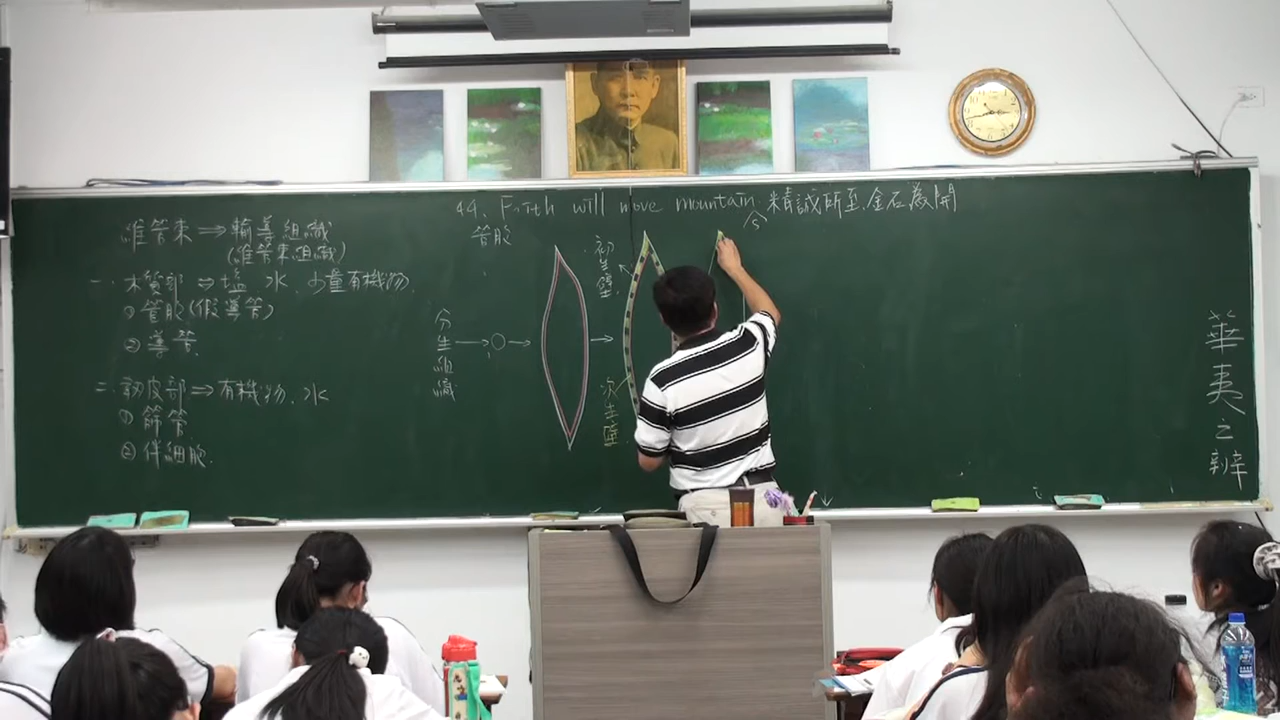 44、Faith will move mountain. 精誠所至、金石為開
維管束 ⇒ 輸導組織
(維管束組織)
一、木質部 ⇒ 鹽、水、少量有機物.
① 管胞(假導管)
② 導管.
二、韌皮部 ⇒ 有機物、水
① 篩管
② 伴細胞.
管胞
分生組織
初生壁
次生壁
華夷之辨